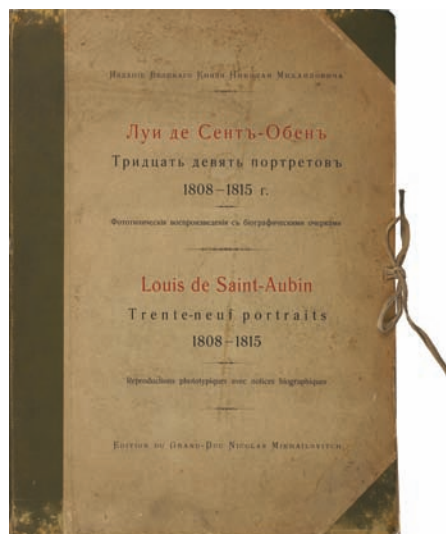 Изданіе Великаго Князя Николая Михаиловича
Луи де Сентъ-Обенъ
Тридцать девять портретовъ
1808–1815 г.
Фототипическія воспроизведенія съ біографическими очерками
Louis de Saint-Aubin
Trente-neuf portraits
1808–1815
Reproductions phototypiques avec notices biographiques
Edition du Grand-Duc Nicolas Mikhaïlovitch